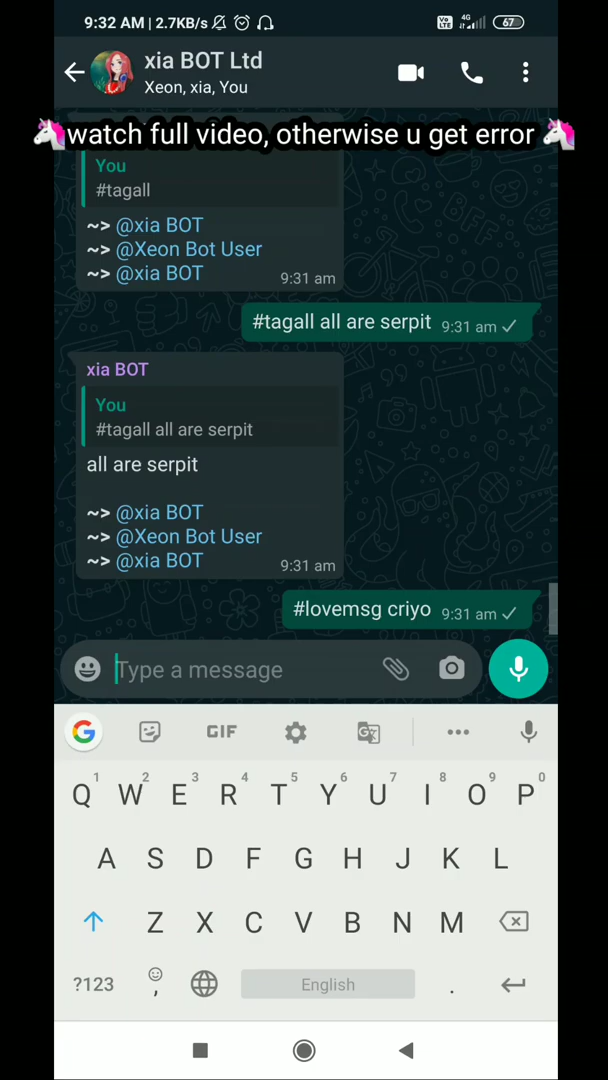 9:32 AM | 2.7KB/s
Vo LTE 4G 67
xia BOT Ltd
Xeon, xia, You
🦄watch full video, otherwise u get error 🦄
You
#tagall
~> @xia BOT
~> @Xeon Bot User
~> @xia BOT
9:31 am
#tagall all are serpit 9:31 am
xia BOT
You
#tagall all are serpit
all are serpit
~> @xia BOT
~> @Xeon Bot User
~> @xia BOT
9:31 am
#lovemsg criyo 9:31 am
Type a message
G GIF G
1 2 3 4 5 6 7 8 9 0
Q W E R T Y U I O P
A S D F G H J K L
Z X C V B N M
?123 , English .